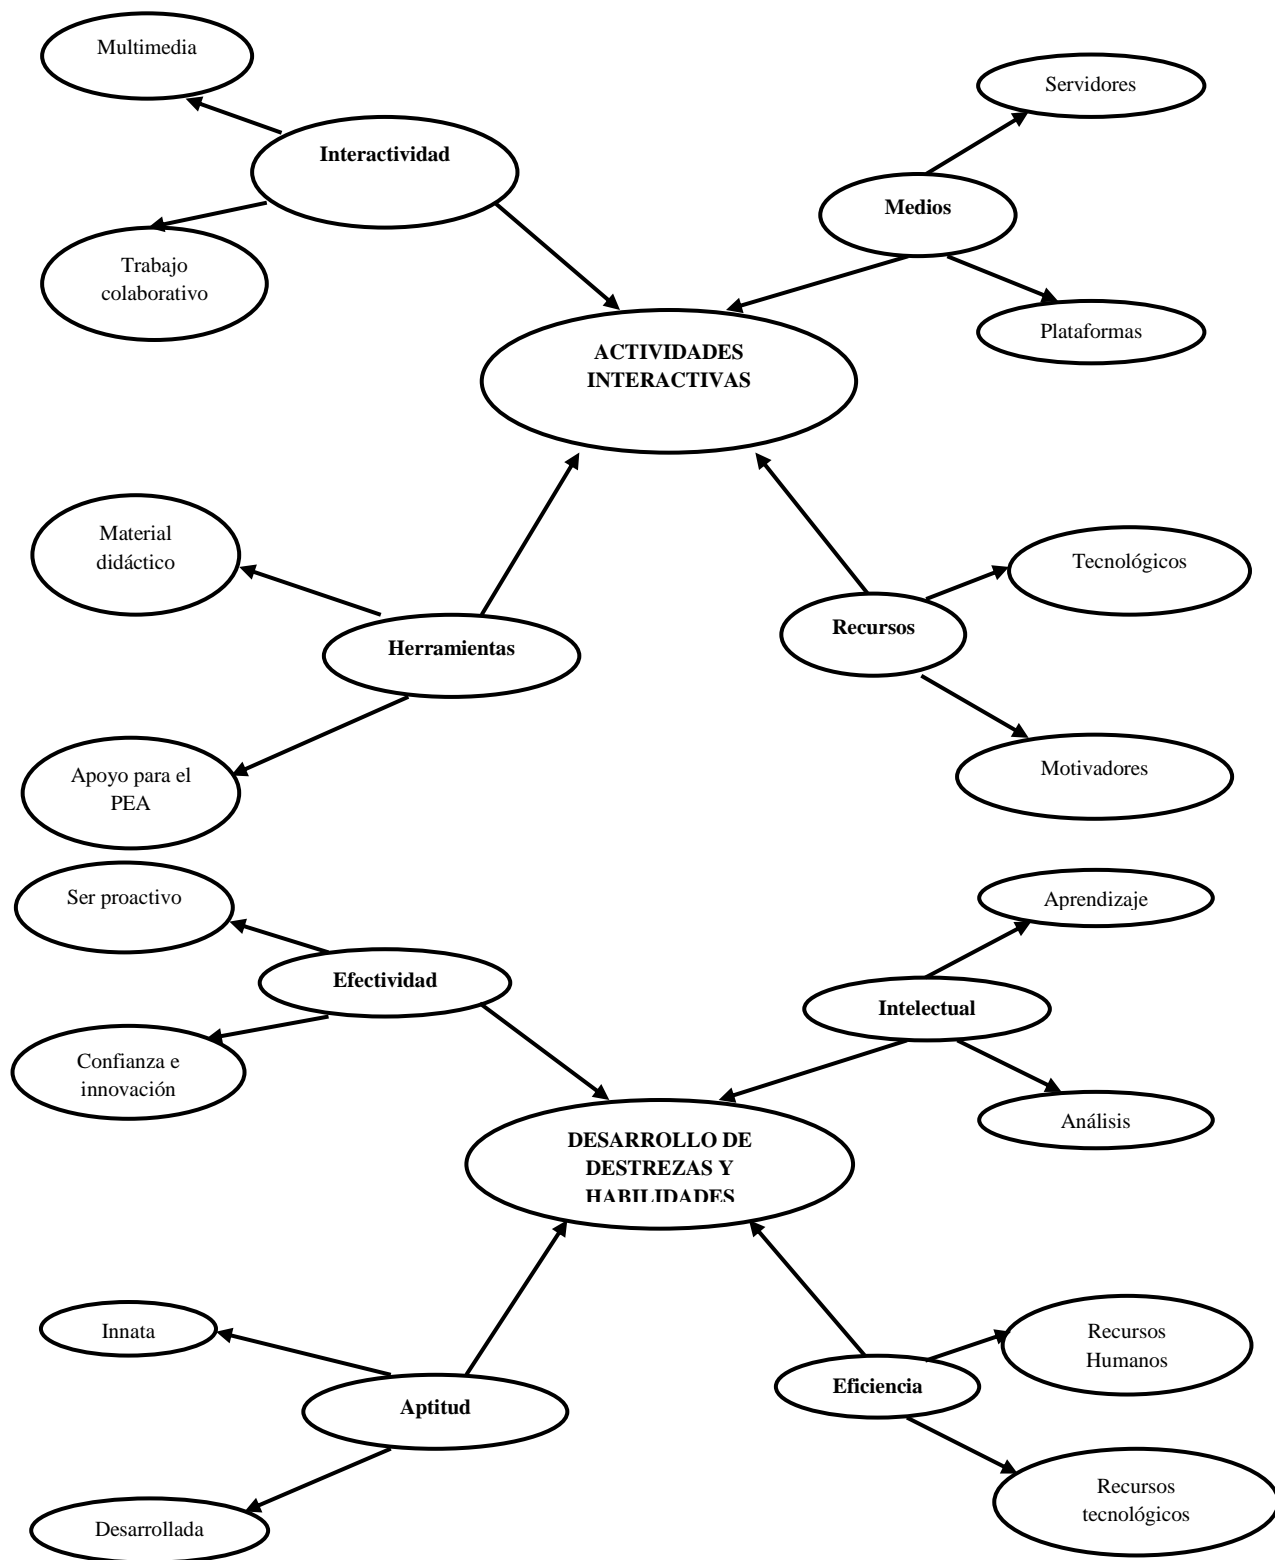 Multimedia
Servidores
Interactividad
Medios
Trabajo
colaborativo
Plataformas
ACTIVIDADES
INTERACTIVAS
Material
didáctico
Tecnológicos
Herramientas
Recursos
Apoyo para el
PEA
Motivadores
Ser proactivo
Aprendizaje
Efectividad
Intelectual
Confianza e
innovación
Análisis
DESARROLLO DE
DESTREZAS Y
HABILIDADES
Innata
Recursos
Humanos
Aptitud
Eficiencia
Desarrollada
Recursos
tecnológicos